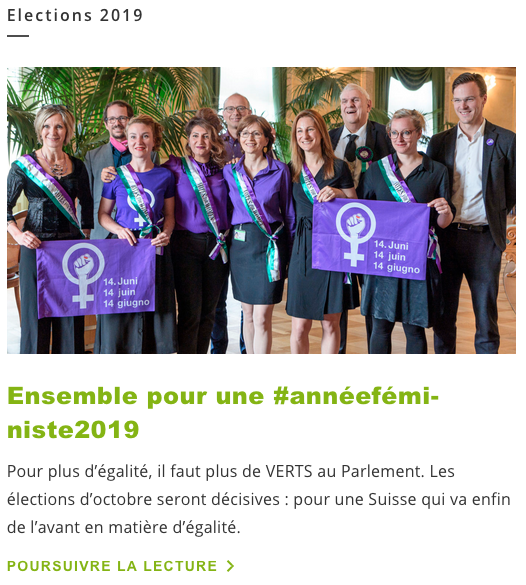 Elections 2019
14. Juni
14 juin
14 giugno
14. Juni
14 juin
14 giugno
Ensemble pour une #annéefémi-
niste2019
Pour plus d’égalité, il faut plus de VERTS au Parlement. Les
élections d’octobre seront décisives : pour une Suisse qui va enfin
de l’avant en matière d’égalité.
POURSUIVRE LA LECTURE